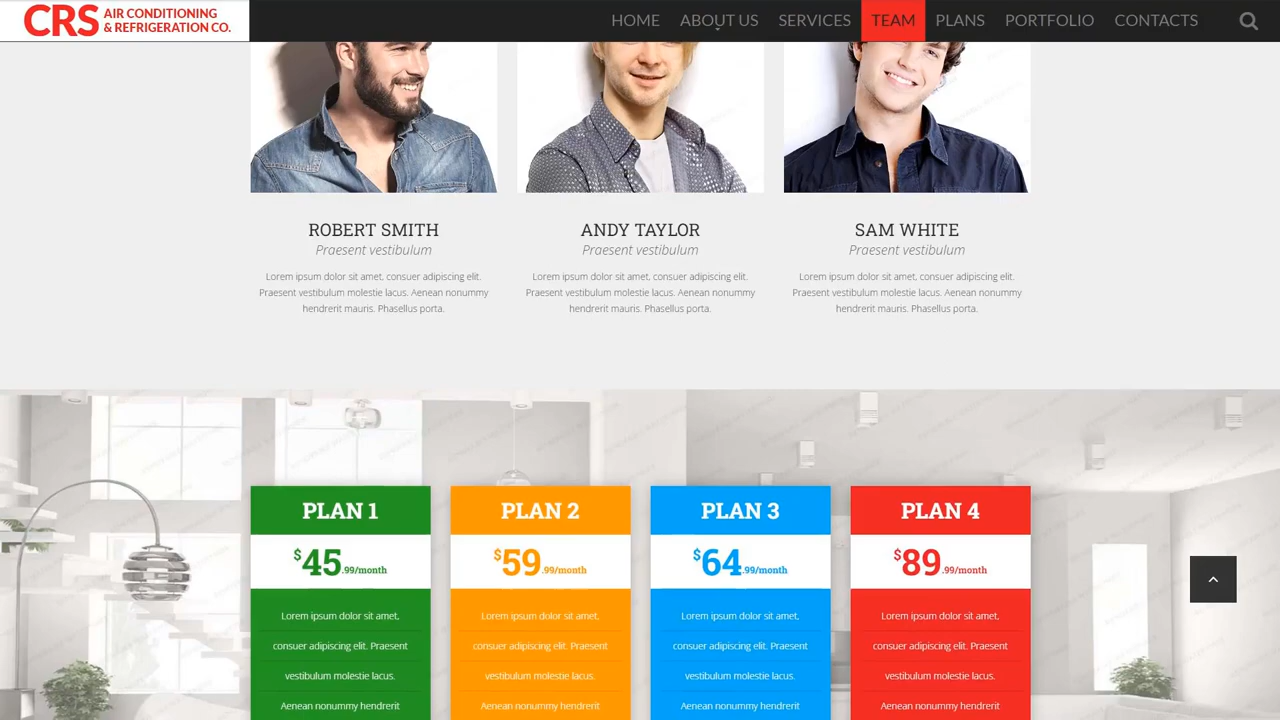 CRS AIR CONDITIONING
& REFRIGERATION CO.
HOME ABOUT US SERVICES TEAM PLANS PORTFOLIO CONTACTS
ROBERT SMITH
Praesent vestibulum
Lorem ipsum dolor sit amet, consuer adipiscing elit.
Praesent vestibulum molestie lacus. Aenean nonummy
hendrerit mauris. Phasellus porta.
ANDY TAYLOR
Praesent vestibulum
Lorem ipsum dolor sit amet, consuer adipiscing elit.
Praesent vestibulum molestie lacus. Aenean nonummy
hendrerit mauris. Phasellus porta.
SAM WHITE
Praesent vestibulum
Lorem ipsum dolor sit amet, consuer adipiscing elit.
Praesent vestibulum molestie lacus. Aenean nonummy
hendrerit mauris. Phasellus porta.
PLAN 1
$45.99/month
Lorem ipsum dolor sit amet,
consuer adipiscing elit. Praesent
vestibulum molestie lacus.
Aenean nonummy hendrerit
PLAN 2
$59.99/month
Lorem ipsum dolor sit amet,
consuer adipiscing elit. Praesent
vestibulum molestie lacus.
Aenean nonummy hendrerit
PLAN 3
$64.99/month
Lorem ipsum dolor sit amet,
consuer adipiscing elit. Praesent
vestibulum molestie lacus.
Aenean nonummy hendrerit
PLAN 4
$89.99/month
Lorem ipsum dolor sit amet,
consuer adipiscing elit. Praesent
vestibulum molestie lacus.
Aenean nonummy hendrerit